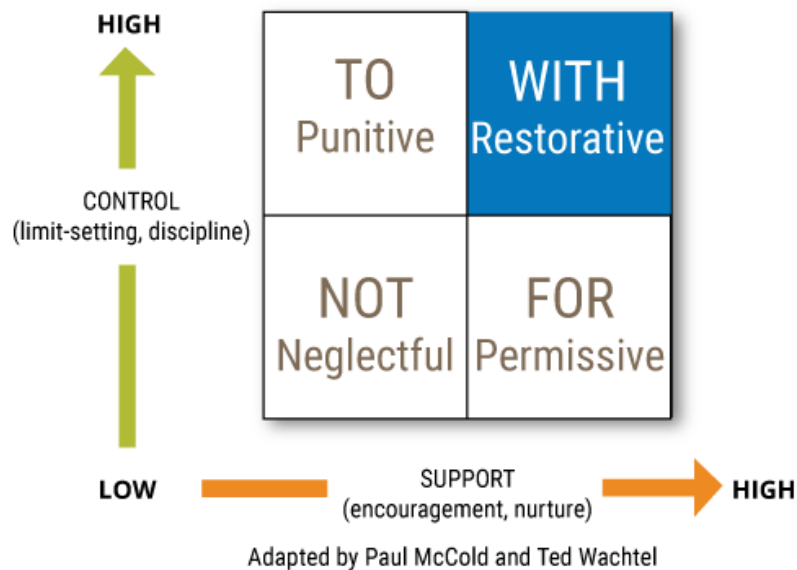 HIGH
TO
Punitive
WITH
Restorative
CONTROL
(limit-setting, discipline)
NOT
Neglectful
FOR
Permissive
LOW
SUPPORT
(encouragement, nurture)
HIGH
Adapted by Paul McCold and Ted Wachtel